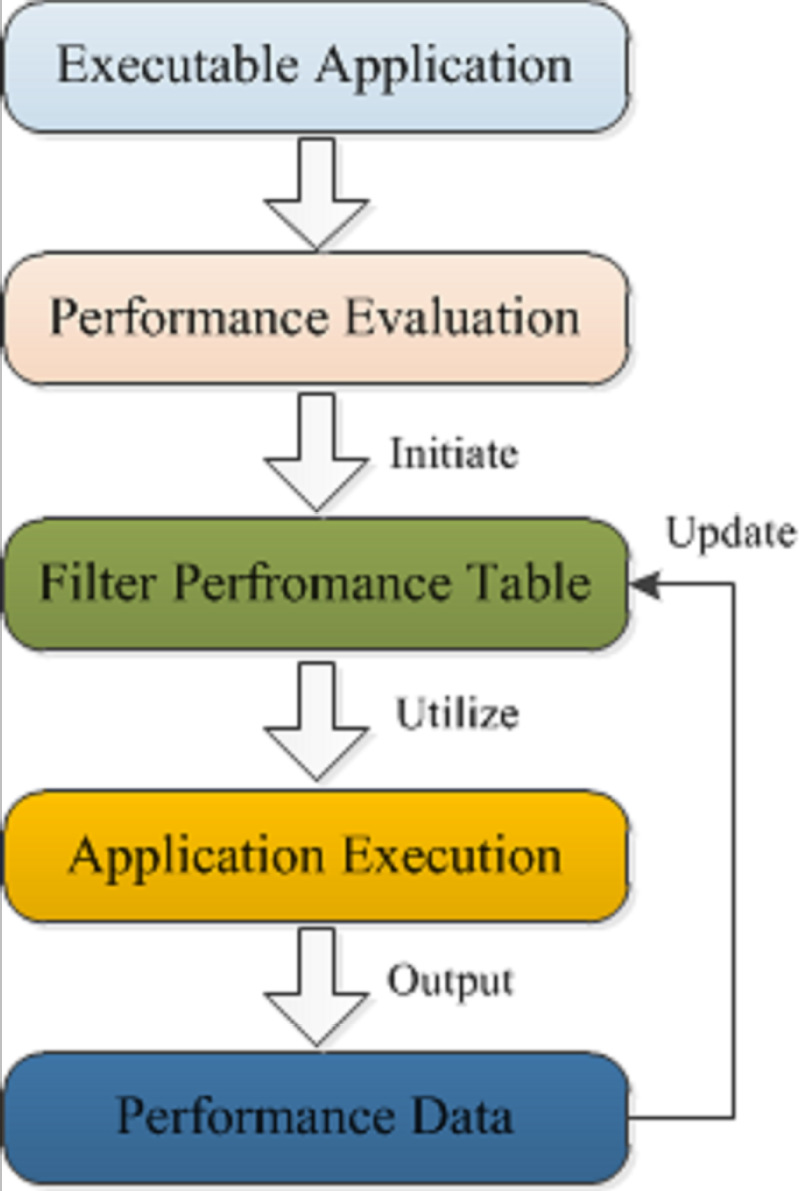 Executable Application
Performance Evaluation
Initiate
Update
Filter Perfromance Table
Utilize
Application Execution
Output
Performance Data